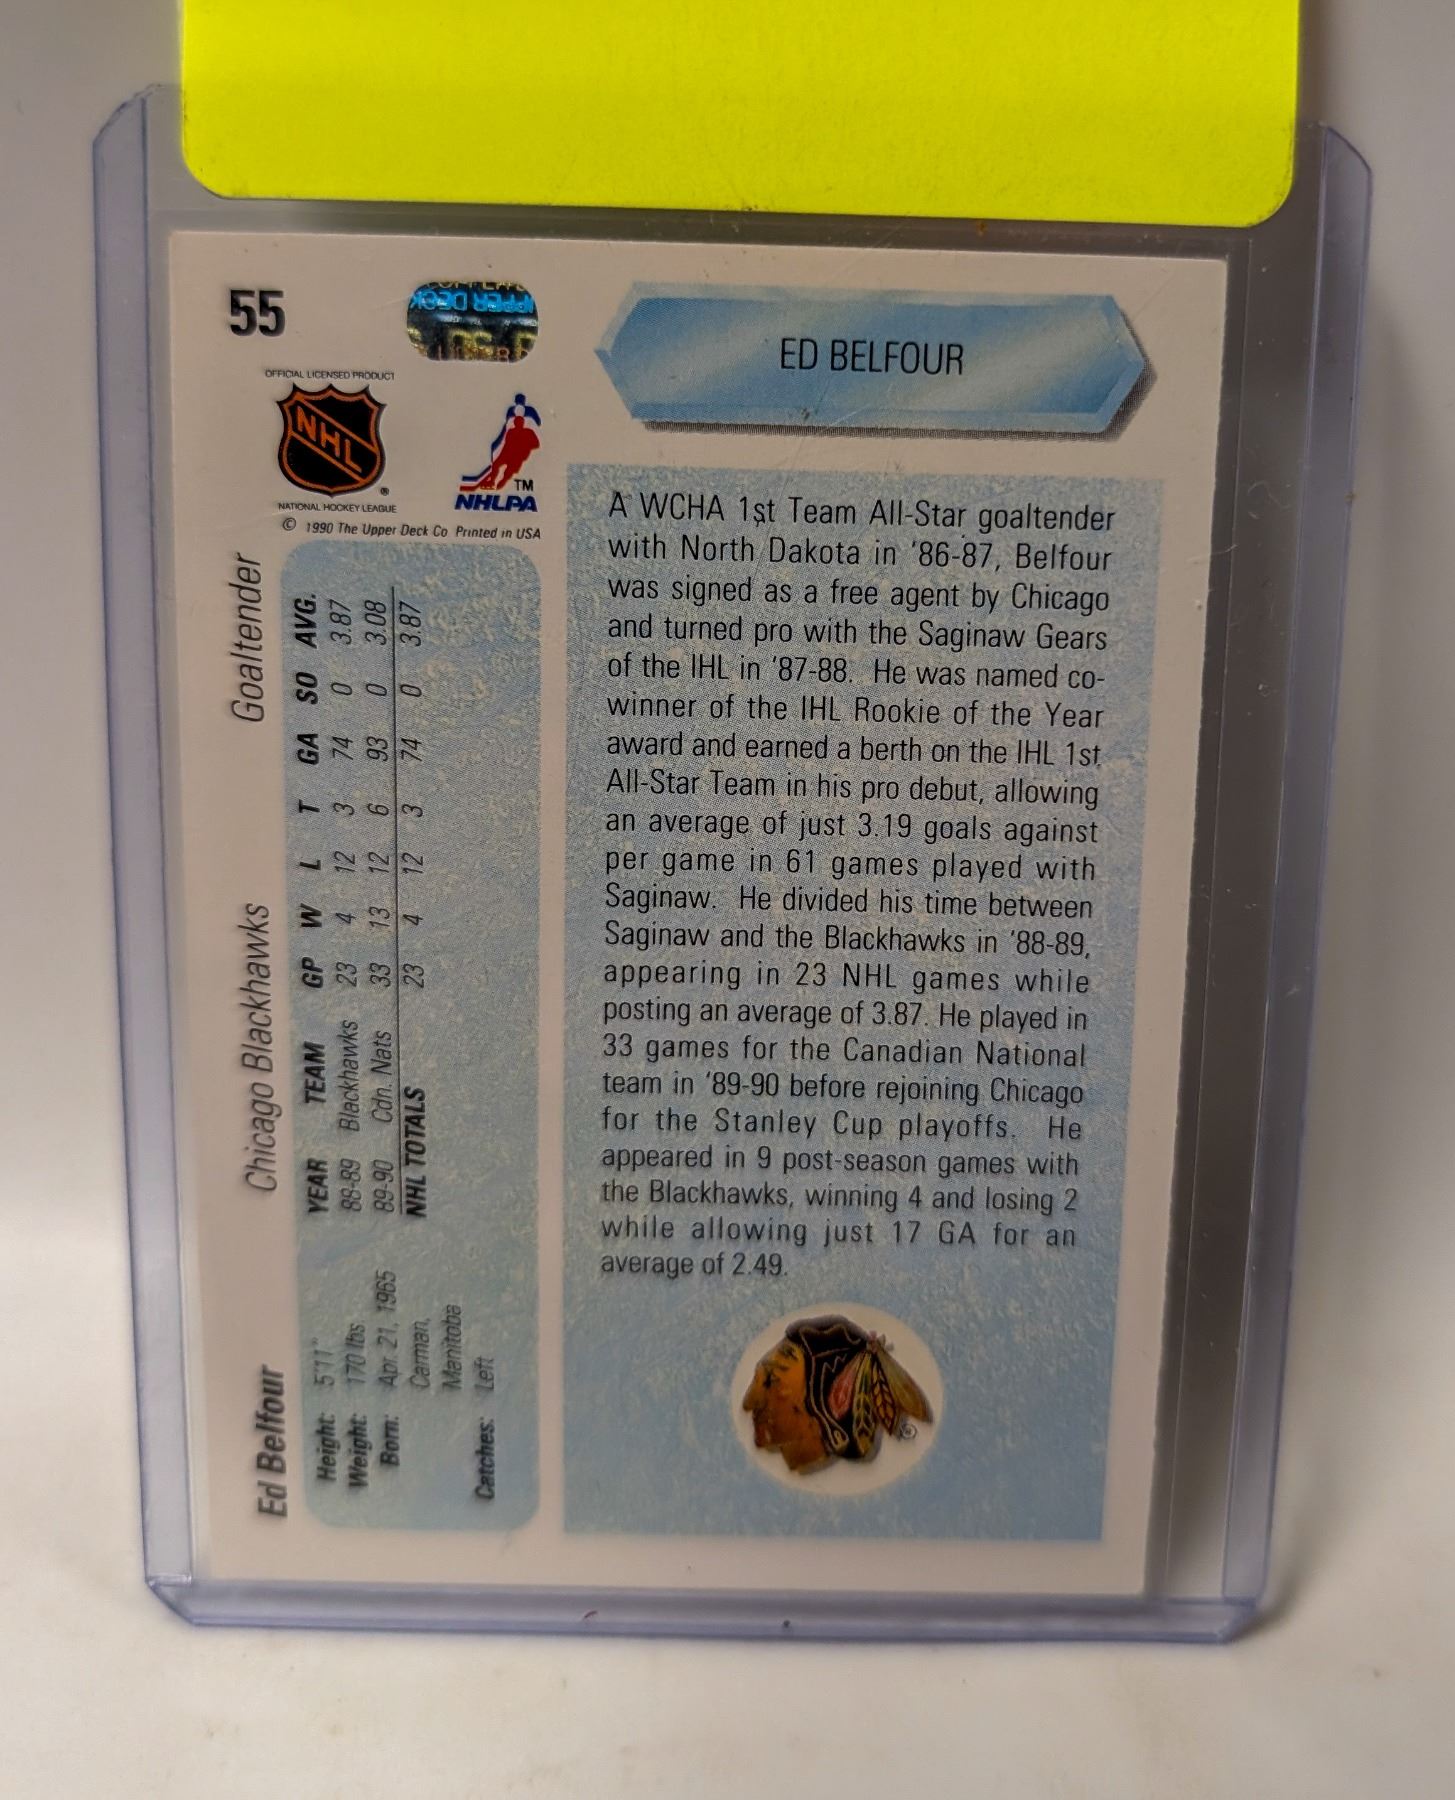 55
UPPER DECK
ED BELFOUR
OFFICIAL LICENSED PRODUCT
NHL
®
NATIONAL HOCKEY LEAGUE
TM
NHLPA
© 1990 The Upper Deck Co Printed in USA
Ed Belfour Chicago Blackhawks Goaltender
Height: 5'11"
Weight: 170 lbs
Born: Apr. 21, 1965
Carman,
Manitoba
Catches: Left
YEAR TEAM GP W L T GA SO AVG.
88-89 Blackhawks 23 4 12 3 74 0 3.87
89-90 Cdn. Nats 33 13 12 6 93 0 3.08
NHL TOTALS 23 4 12 3 74 0 3.87
A WCHA 1st Team All-Star goaltender
with North Dakota in '86-87, Belfour
was signed as a free agent by Chicago
and turned pro with the Saginaw Gears
of the IHL in '87-88. He was named co-
winner of the IHL Rookie of the Year
award and earned a berth on the IHL 1st
All-Star Team in his pro debut, allowing
an average of just 3.19 goals against
per game in 61 games played with
Saginaw. He divided his time between
Saginaw and the Blackhawks in '88-89,
appearing in 23 NHL games while
posting an average of 3.87. He played in
33 games for the Canadian National
team in '89-90 before rejoining Chicago
for the Stanley Cup playoffs. He
appeared in 9 post-season games with
the Blackhawks, winning 4 and losing 2
while allowing just 17 GA for an
average of 2.49.